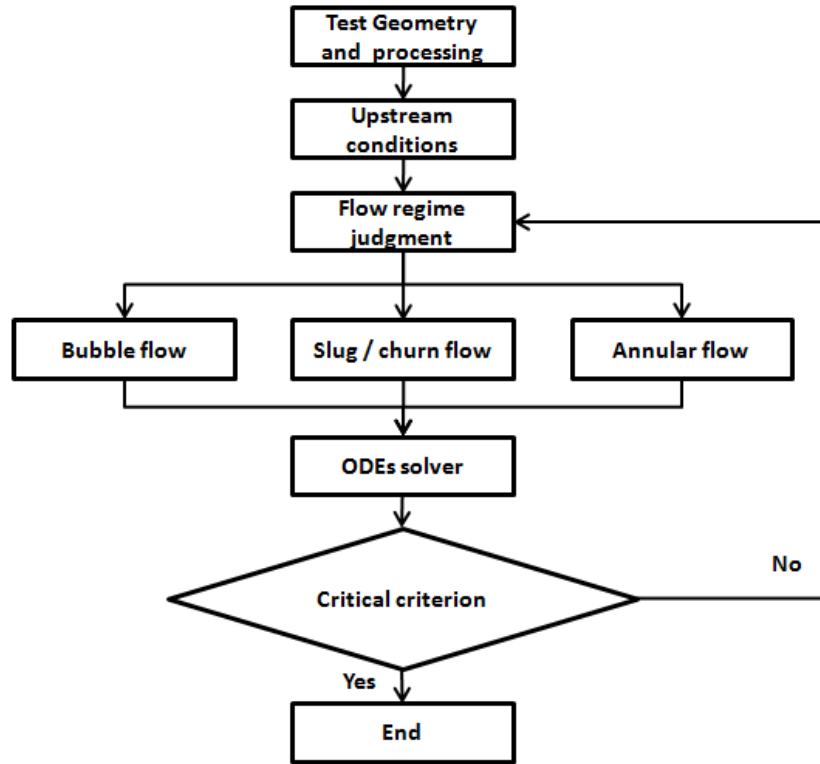 Test Geometry
and processing
Upstream
conditions
Flow regime
judgment
Bubble flow
Slug / churn flow
Annular flow
ODEs solver
Critical criterion
No
Yes
End